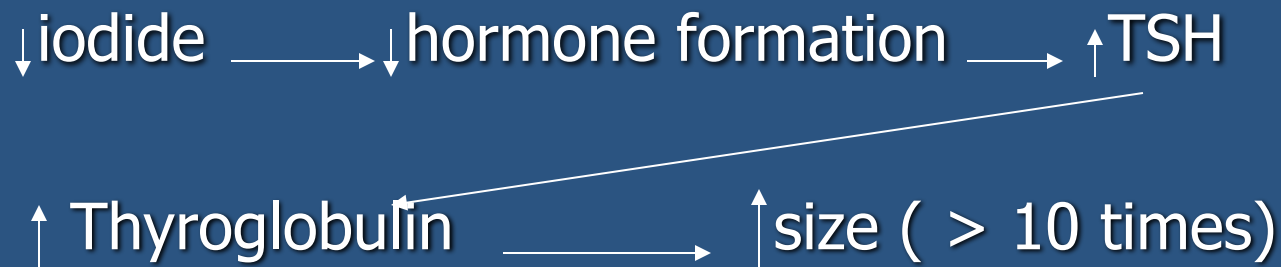 ↓iodide → ↓hormone formation → ↑TSH
↑ Thyroglobulin → ↑size ( > 10 times)